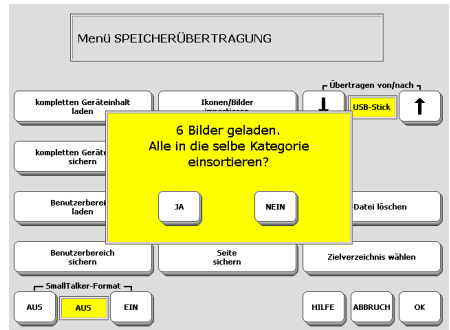 Menü SPEICHERÜBERTRAGUNG
Übertragen von/nach
kompletten Geräteinhalt
laden
Ikonen/Bilder
USB-Stick
6 Bilder geladen.
Alle in die selbe Kategorie
einsortieren?
JA
NEIN
kompletten
sichern
laden
Datei löschen
Benutzerbereich
sichern
Seite
sichern
Zielverzeichnis wählen
SmallTalker-Format
AUS
AUS
EIN
HILFE
ABBRUCH
OK